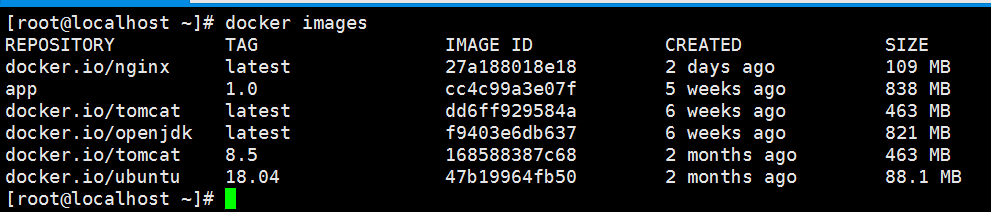 [root@localhost ~]# docker images
REPOSITORY TAG IMAGE ID CREATED SIZE
docker.io/nginx latest 27a188018e18 2 days ago 109 MB
app 1.0 cc4c99a3e07f 5 weeks ago 838 MB
docker.io/tomcat latest dd6ff929584a 6 weeks ago 463 MB
docker.io/openjdk latest f9403e6db637 6 weeks ago 821 MB
docker.io/tomcat 8.5 168588387c68 2 months ago 463 MB
docker.io/ubuntu 18.04 47b19964fb50 2 months ago 88.1 MB
[root@localhost ~]#